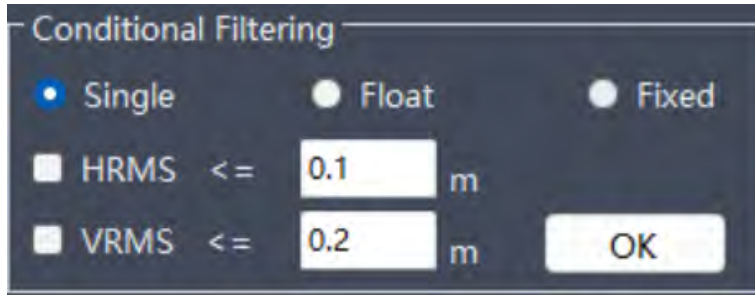 Conditional Filtering
Single Float Fixed
HRMS <= 0.1 m
VRMS <= 0.2 m OK